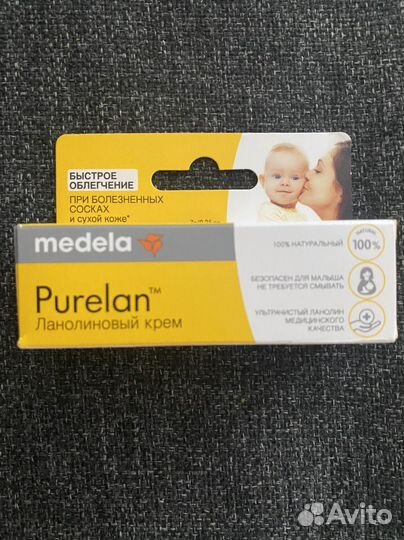 БЫСТРОЕ
ОБЛЕГЧЕНИЕ
ПРИ БОЛЕЗНЕННЫХ
СОСКАХ
и сухой коже*
medela
Purelan™
Ланолиновый крем
100% НАТУРАЛЬНЫЙ
NATURAL
100%
БЕЗОПАСЕН ДЛЯ МАЛЫША
НЕ ТРЕБУЕТСЯ СМЫВАТЬ
УЛЬТРАЧИСТЫЙ ЛАНОЛИН
МЕДИЦИНСКОГО
КАЧЕСТВА
Avito